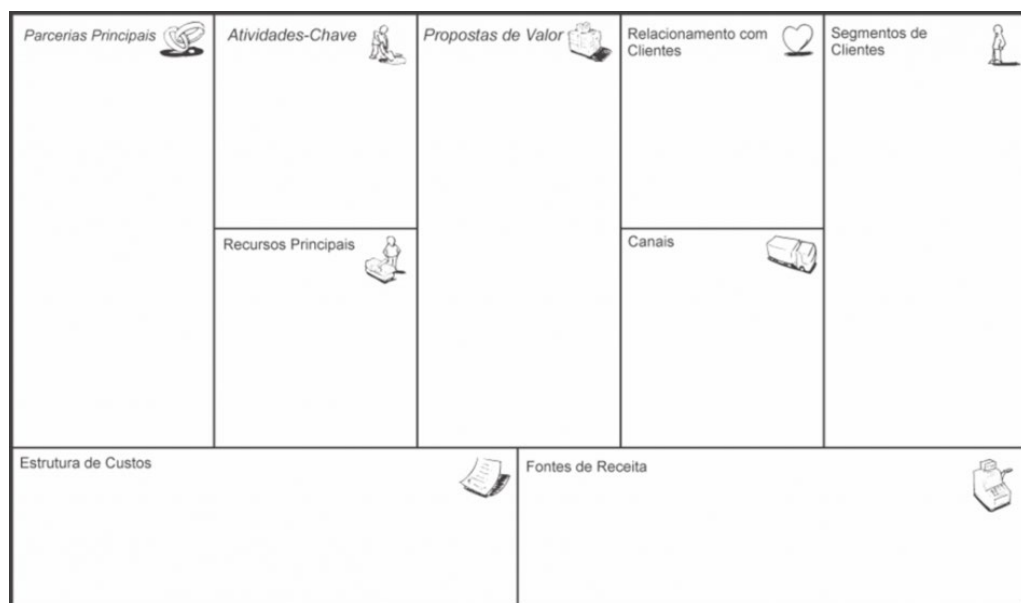 Parcerias Principais
Atividades-Chave
Propostas de Valor
Relacionamento com
Clientes
Segmentos de
Clientes
Recursos Principais
Canais
Estrutura de Custos
Fontes de Receita